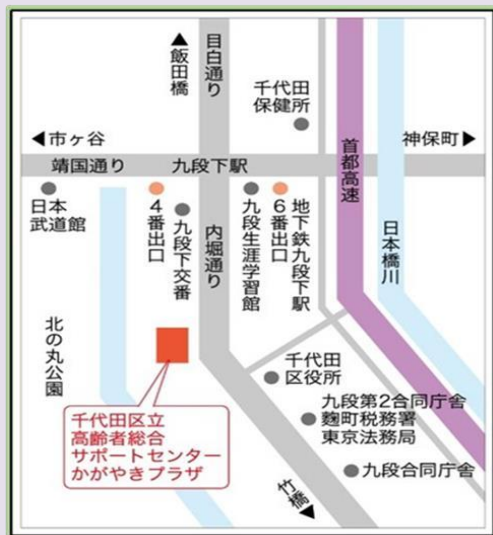 ▲飯田橋
目白通り
千代田
保健所
首都高速
◀市ヶ谷
神保町▶
靖国通り
九段下駅
日本
武道館
4番出口
九段下交番
内堀通り
九段生涯学習館
6番出口
地下鉄九段下駅
日本橋川
北の丸公園
千代田
区役所
千代田区立
高齢者総合
サポートセンター
かがやきプラザ
九段第2合同庁舎
麹町税務署
東京法務局
九段合同庁舎
竹橋▼